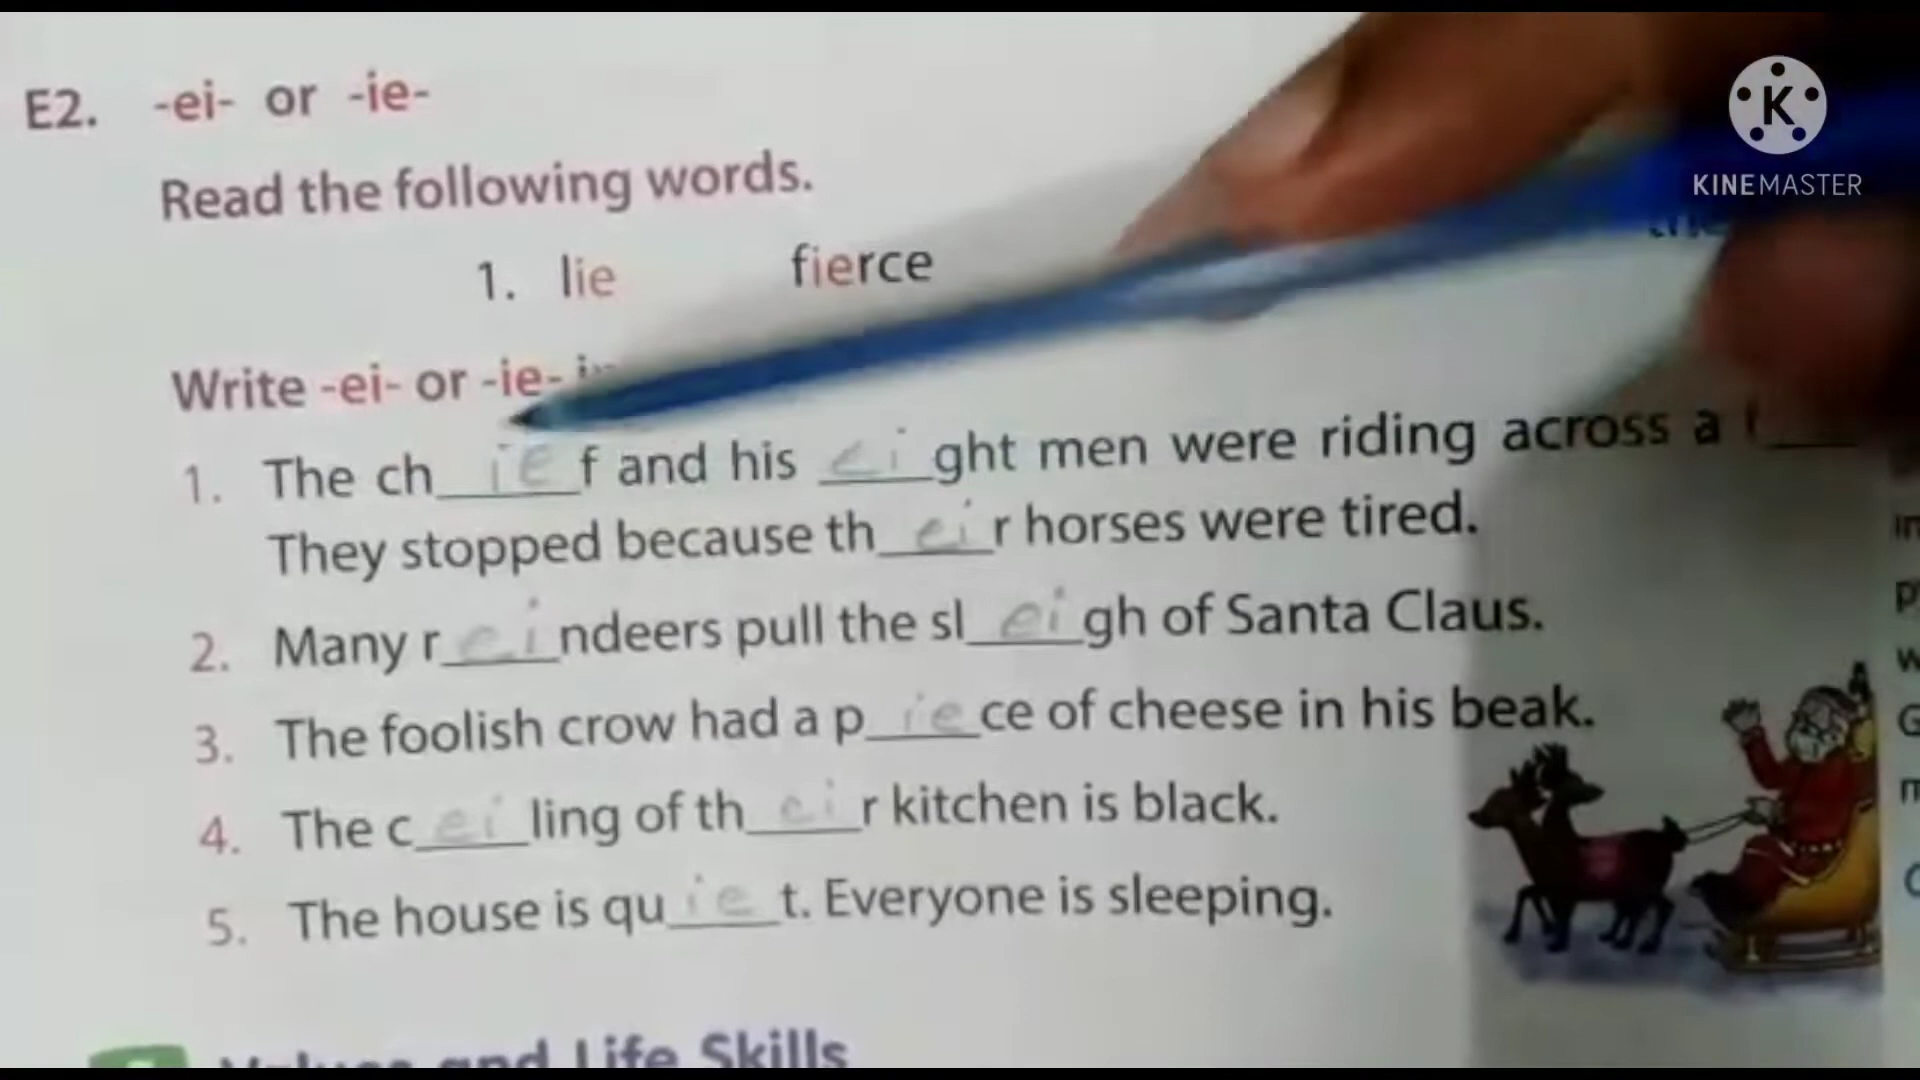 E2. -ei- or -ie-
Read the following words.
1. lie fierce
Write -ei- or -ie-
1. The ch ie f and his ei ght men were riding across a
They stopped because th ei r horses were tired.
2. Many r ei ndeers pull the sl ei gh of Santa Claus.
3. The foolish crow had a p ie ce of cheese in his beak.
4. The c ei ling of th ei r kitchen is black.
5. The house is qu ie t. Everyone is sleeping.
Values and Life Skills
K
KINEMASTER